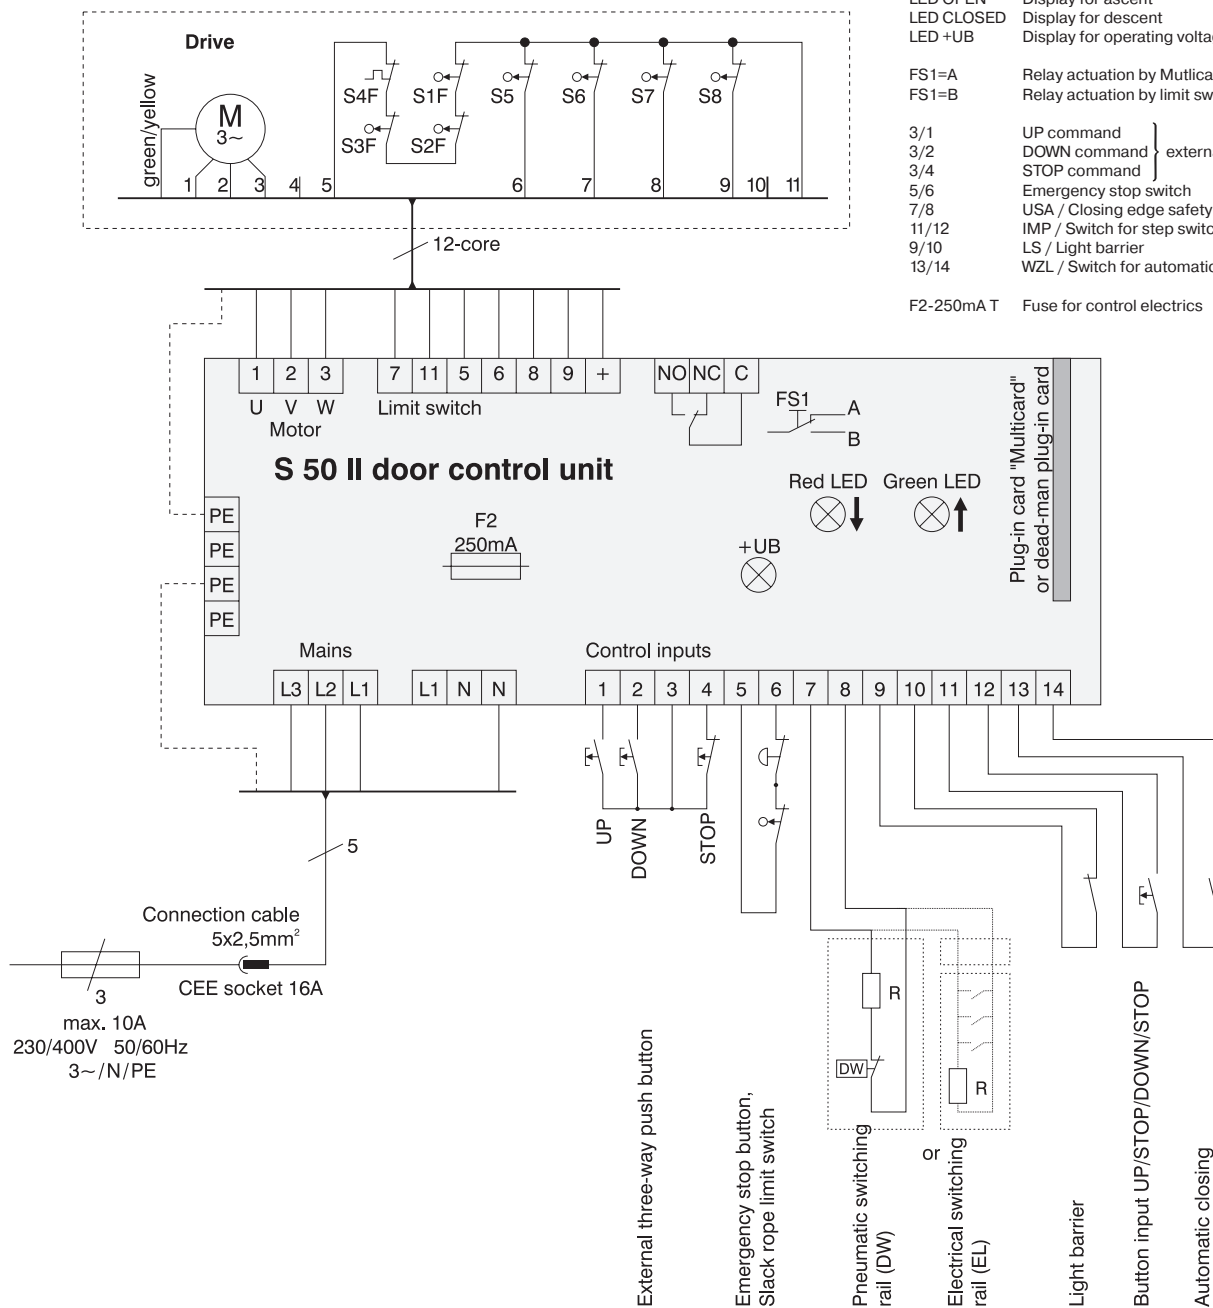 LED CLOSED Display for descent
LED +UB Display for operating
FS1=A Relay actuation by
FS1=B Relay actuation by limit
3/1 UP command
3/2 DOWN command
3/4 STOP command
5/6 Emergency stop switch
7/8 USA / Closing edge safety
11/12 IMP / Switch for step
9/10 LS / Light barrier
13/14 WZL / Switch for
F2-250mA T Fuse for control electrics
Drive
green/yellow
M
3~
S4F S1F S5 S6 S7 S8
S3F S2F
1 2 3 4 5 6 7 8 9 10 11
12-core
1 2 3 7 11 5 6 8 9 + NO NC C
U V W Limit switch
Motor
FS1
A
B
Plug-in card "Multicard"
or dead-man plug-in card
S 50 II door control unit
Red LED Green LED
PE
PE
PE
PE
F2
250mA
+UB
Mains Control inputs
L3 L2 L1 L1 N N 1 2 3 4 5 6 7 8 9 10 11 12 13 14
UP
DOWN
STOP
5
Connection cable
5x2,5mm²
CEE socket 16A
3
max. 10A
230/400V 50/60Hz
3~/N/PE
R
DW
R
or
External three-way push button
Emergency stop button,
Slack rope limit switch
Pneumatic switching
rail (DW)
Electrical switching
rail (EL)
Light barrier
Button input UP/STOP/DOWN/STOP
Automatic closing